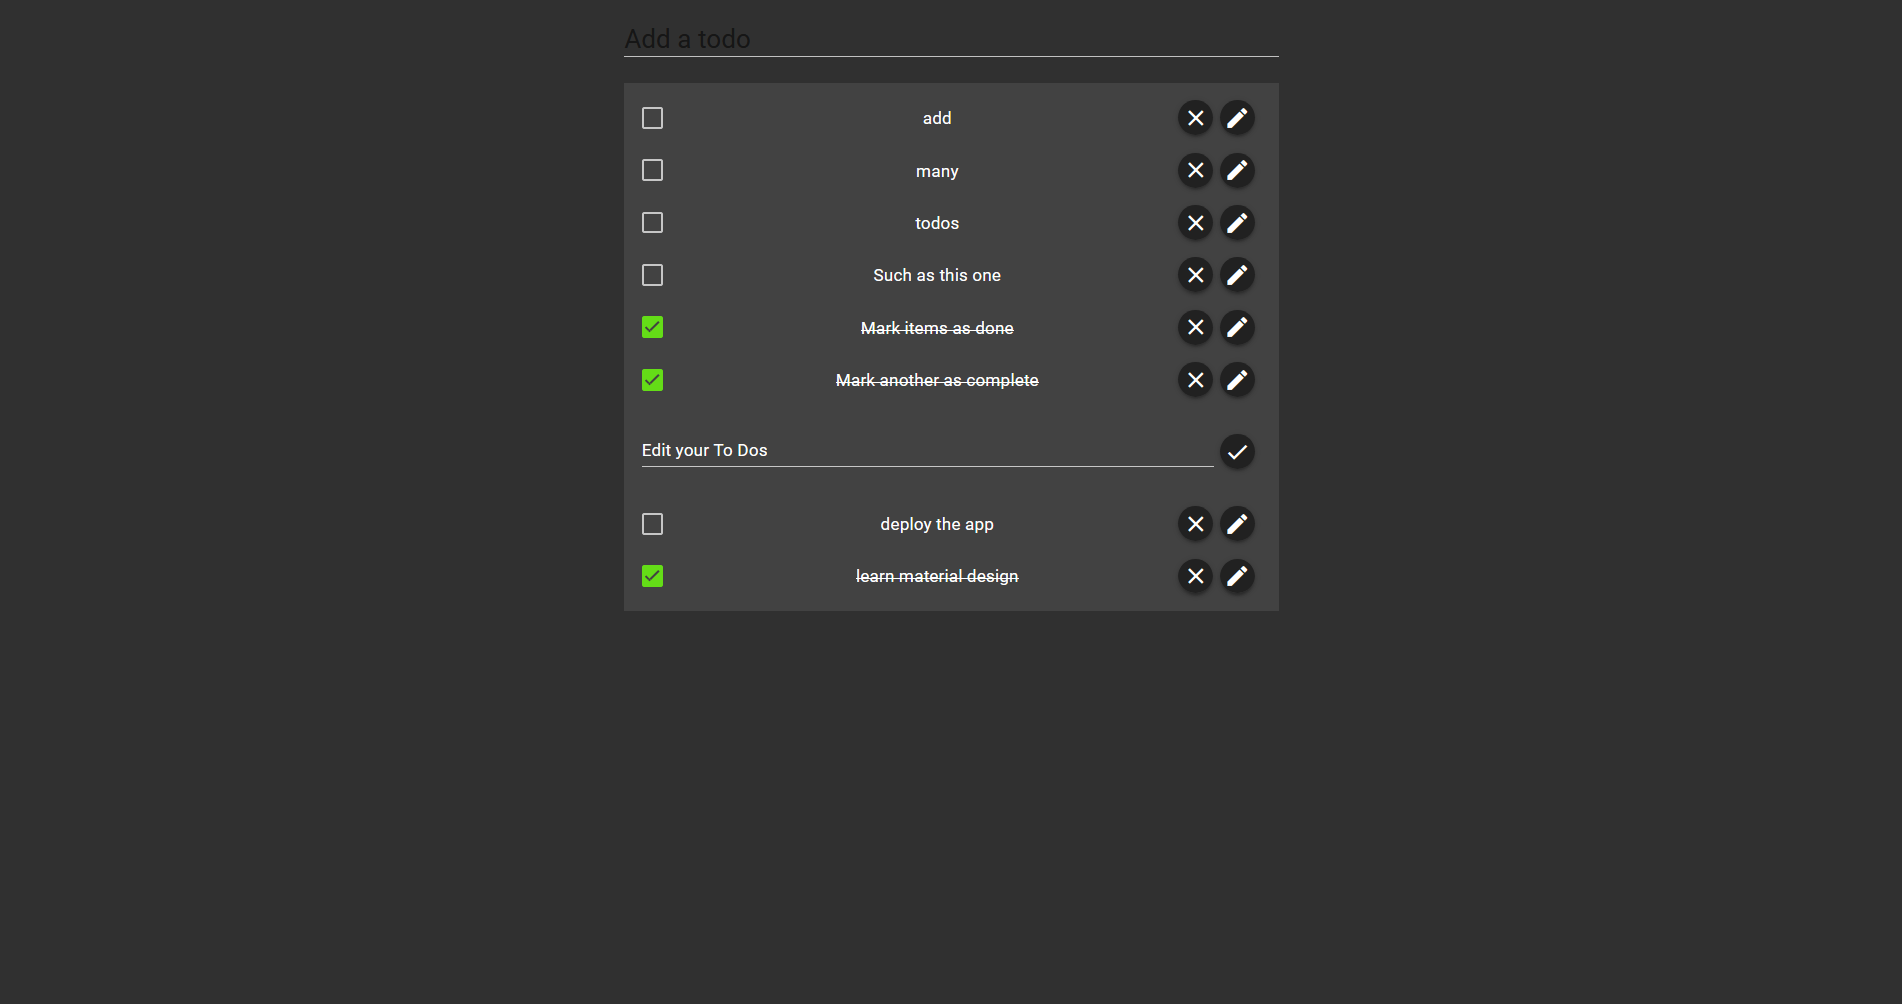 Add a todo
add
many
todos
Such as this one
Mark items as done
Mark another as complete
Edit your To Dos
deploy the app
learn material design